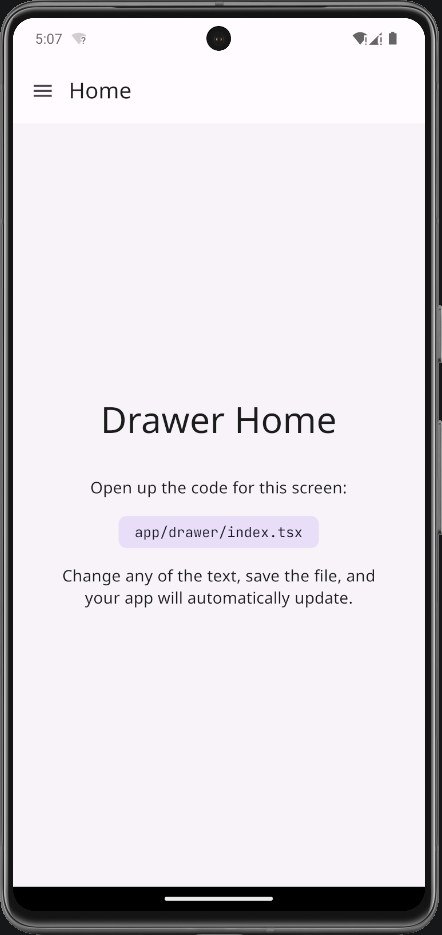 5:07
Home
Drawer Home
Open up the code for this screen:
app/drawer/index.tsx
Change any of the text, save the file, and
your app will automatically update.